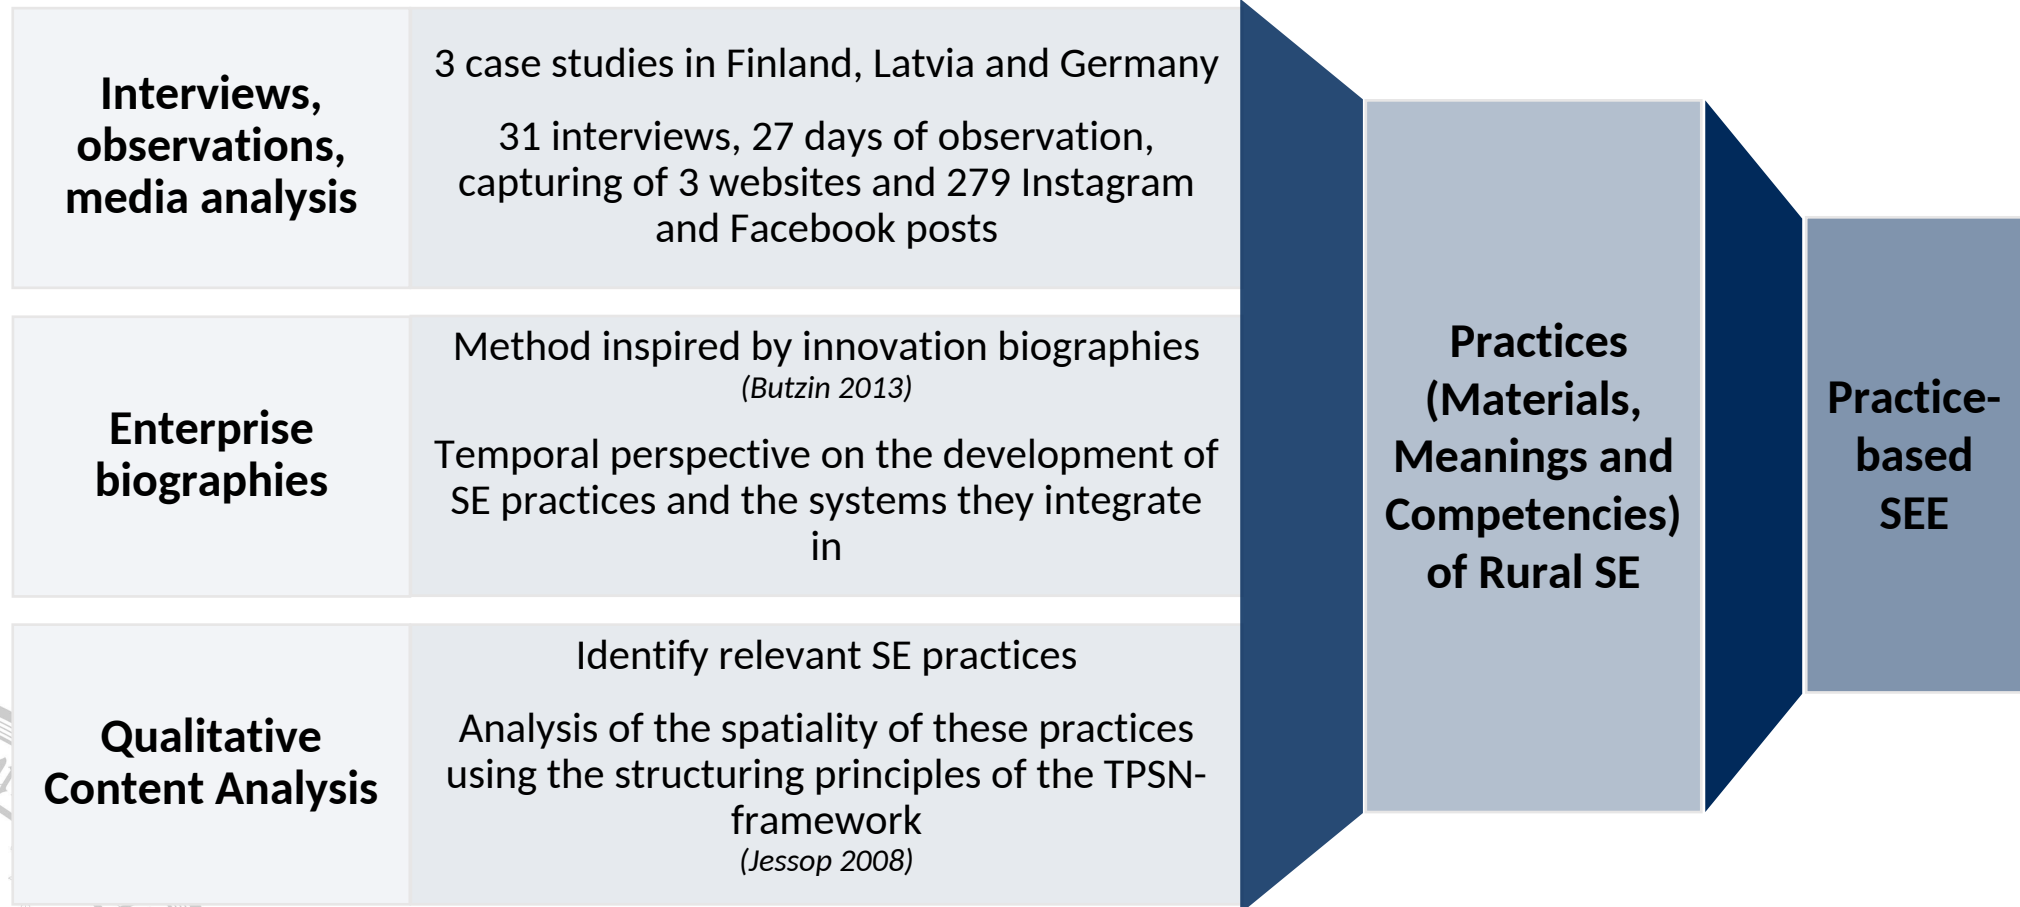 Interviews,
observations,
media analysis
3 case studies in Finland, Latvia and Germany
31 interviews, 27 days of observation,
capturing of 3 websites and 279 Instagram
and Facebook posts
Enterprise
biographies
Method inspired by innovation biographies
(Butzin 2013)
Temporal perspective on the development of
SE practices and the systems they integrate
in
Qualitative
Content Analysis
Identify relevant SE practices
Analysis of the spatiality of these practices
using the structuring principles of the TPSN-
framework
(Jessop 2008)
Practices
(Materials,
Meanings and
Competencies)
of Rural SE
Practice-
based
SEE